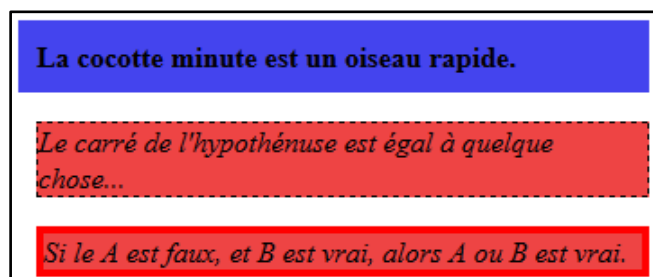 La cocotte minute est un oiseau rapide.
Le carré de l'hypothénuse est égal à quelque
chose...
Si le A est faux, et B est vrai, alors A ou B est vrai.